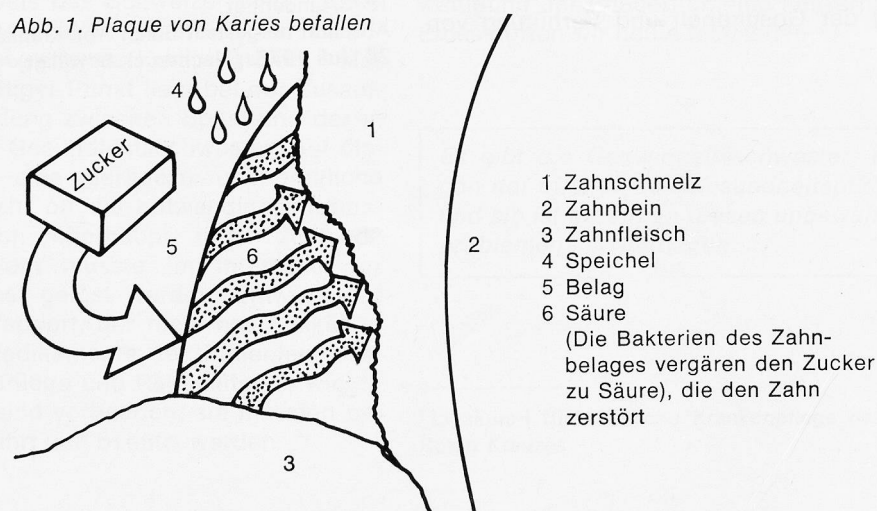 Abb. 1. Plaque von Karies befallen
4
1
Zucker
5
6
2
3
1 Zahnschmelz
2 Zahnbein
3 Zahnfleisch
4 Speichel
5 Belag
6 Säure
(Die Bakterien des Zahn-
belages vergären den Zucker
zu Säure), die den Zahn
zerstört